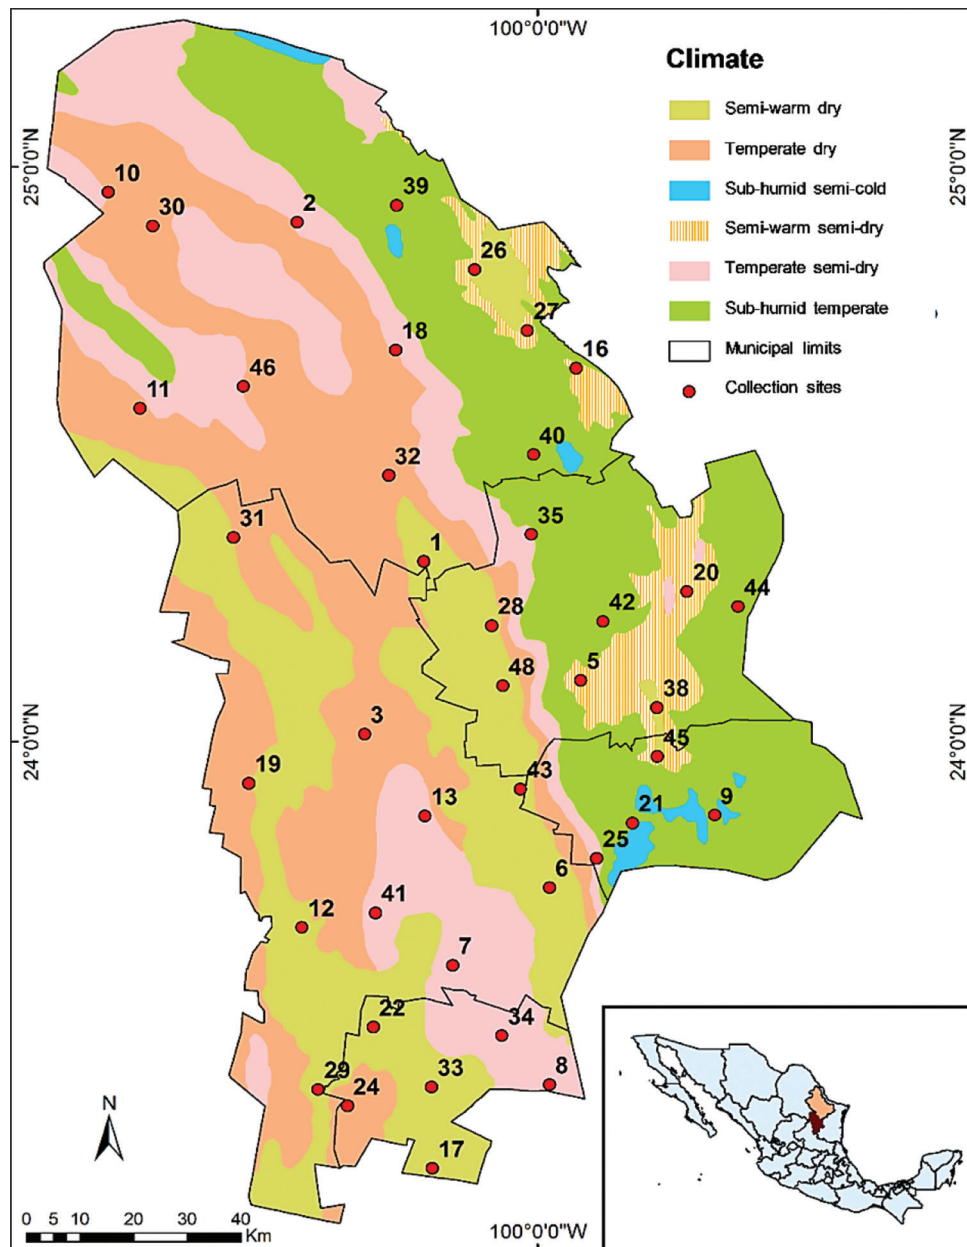 100°0'0"W
Climate
Semi-warm dry
Temperate dry
Sub-humid semi-cold
Semi-warm semi-dry
Temperate semi-dry
Sub-humid temperate
Municipal limits
Collection sites
25°0'0"N
25°0'0"N
10
39
30
2
26
27
18
16
46
11
40
32
31
35
1
20
44
28
42
5
48
38
3
24°0'0"N
24°0'0"N
45
19
43
13
21
9
25
6
41
12
7
22
34
33
8
29
24
N
17
0 5 10 20 30 40
Km
100°0'0"W